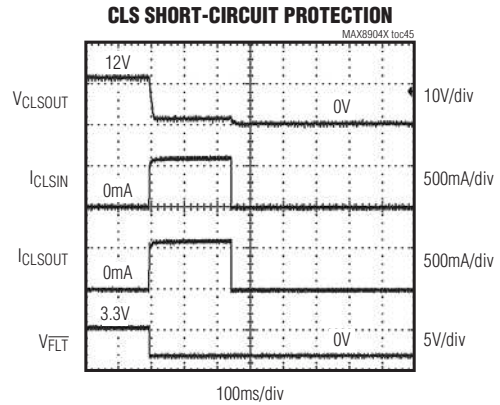 CLS SHORT-CIRCUIT PROTECTION
MAX8904X toc45
12V
VCLSOUT
0V
10V/div
ICLSIN
0mA
500mA/div
ICLSOUT
0mA
500mA/div
3.3V
VFLT
0V
5V/div
100ms/div